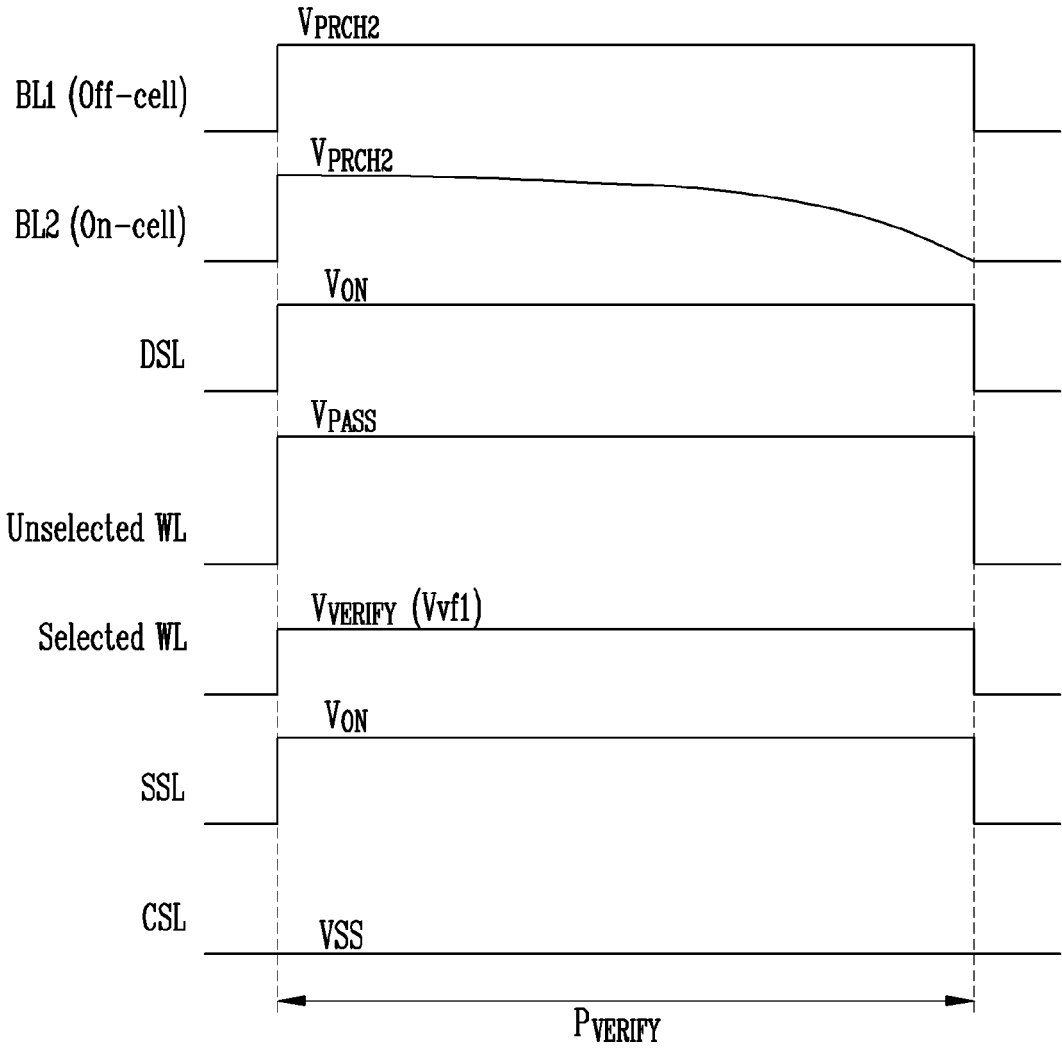 VPRCH2
BL1 (Off-cell)
VPRCH2
BL2 (On-cell)
VON
DSL
VPASS
Unselected WL
VVERIFY (Vvf1)
Selected WL
VON
SSL
CSL
VSS
PVERIFY